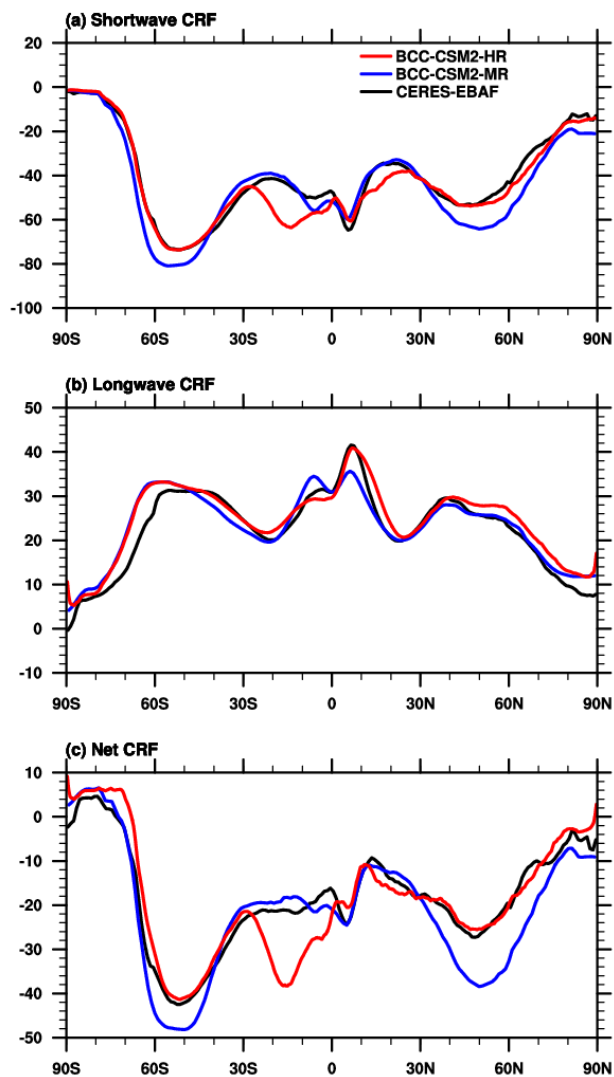 (a) Shortwave CRF
BCC-CSM2-HR
BCC-CSM2-MR
CERES-EBAF
20
0
-20
-40
-60
-80
-100
90S 60S 30S 0 30N 60N 90N
(b) Longwave CRF
50
40
30
20
10
0
-10
90S 60S 30S 0 30N 60N 90N
(c) Net CRF
10
0
-10
-20
-30
-40
-50
90S 60S 30S 0 30N 60N 90N